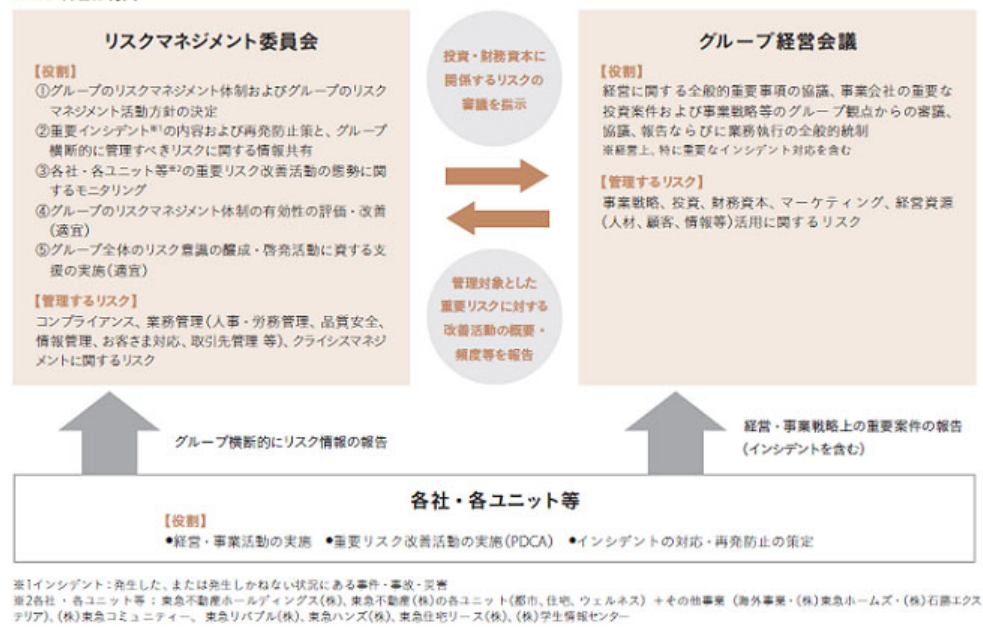 リスクマネジメント委員会
【役割】
①グループのリスクマネジメント体制およびグループのリスク
マネジメント活動方針の決定
②重要インシデント※1の内容および再発防止策と、グループ
横断的に管理すべきリスクに関する情報共有
③各社・各ユニット等※2の重要リスク改善活動の態勢に関
するモニタリング
④グループのリスクマネジメント体制の有効性の評価・改善
(適宜)
⑤グループ全体のリスク意識の醸成・啓発活動に資する支
援の実施(適宜)
【管理するリスク】
コンプライアンス、業務管理(人事・労務管理、品質安全、
情報管理、お客さま対応、取引先管理 等)、クライシスマネジ
メントに関するリスク
投資・財務資本に
関係するリスクの
審議を指示
管理対象とした
重要リスクに対する
改善活動の概要・
頻度等を報告
グループ経営会議
【役割】
経営に関する全般的重要事項の協議、事業会社の重要な
投資案件および事業戦略等のグループ観点からの審議、
協議、報告ならびに業務執行の全般的統制
※経営上、特に重要なインシデント対応を含む
【管理するリスク】
事業戦略、投資、財務資本、マーケティング、経営資源
(人材、顧客、情報等)活用に関するリスク
グループ横断的にリスク情報の報告
経営・事業戦略上の重要案件の報告
(インシデントを含む)
各社・各ユニット等
【役割】
●経営・事業活動の実施 ●重要リスク改善活動の実施(PDCA) ●インシデントの対応・再発防止の策定
※1インシデント:発生した、または発生しかねない状況にある事件・事故・災害
※2各社・各ユニット等:東急不動産ホールディングス(株)、東急不動産(株)の各ユニット(都市、住宅、ウェルネス) +その他事業 (海外事業・(株)東急ホームズ・(株)石勝エクス
テリア)、(株)東急コミュニティー、 東急リバブル(株)、東急ハンズ(株)、東急住宅リース(株)、(株)学生情報センター